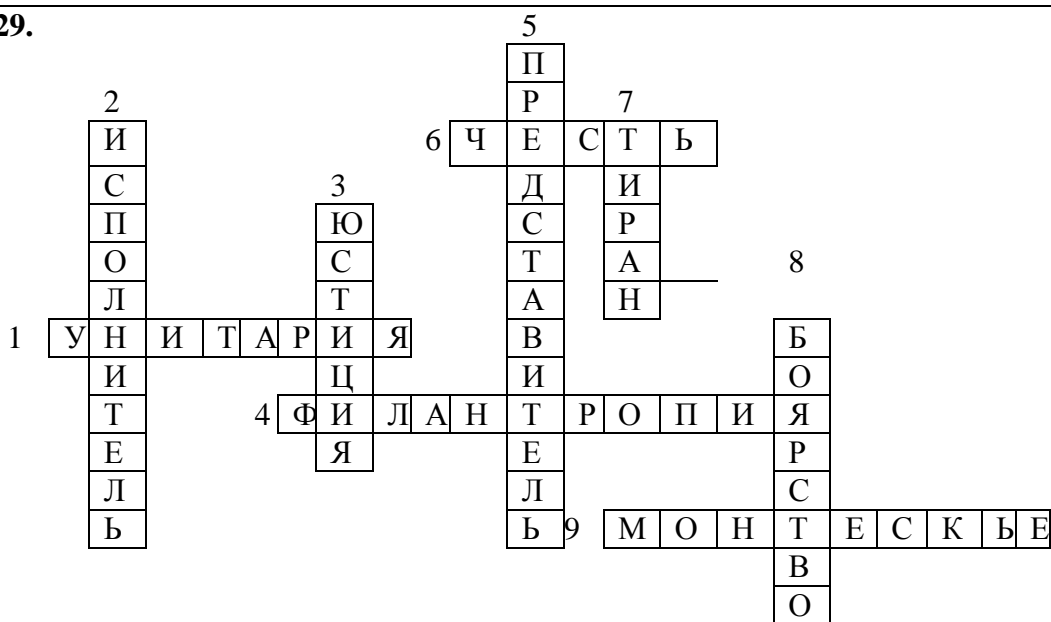 29.
5
П
2 Р 7
И 6 Ч Е С Т Ь
С 3 Д И
П Ю С Р
О С Т А 8
Л Т А Н
1 У Н И Т А Р И Я В Б
И Ц И О
Т 4 Ф И Л А Н Т Р О П И Я
Е Я Е Р
Л Л С
Ь Ь 9 М О Н Т Е С К Ь Е
В
О